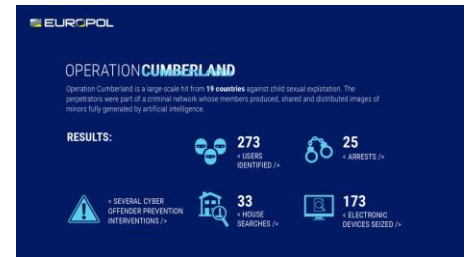 EUROPOL
OPERATION CUMBERLAND
Operation Cumberland is a large-scale hit from 19 countries against child sexual explotation. The
perpetrators were part of a criminal network whose members produced, shared and distributed images of
minors fully generated by artificial intelligence.
RESULTS:
273
< USERS
IDENTIFIED />
25
< ARRESTS />
< SEVERAL CYBER
OFFENDER PREVENTION
INTERVENTIONS />
33
< HOUSE
SEARCHES />
173
< ELECTRONIC
DEVICES SEIZED />